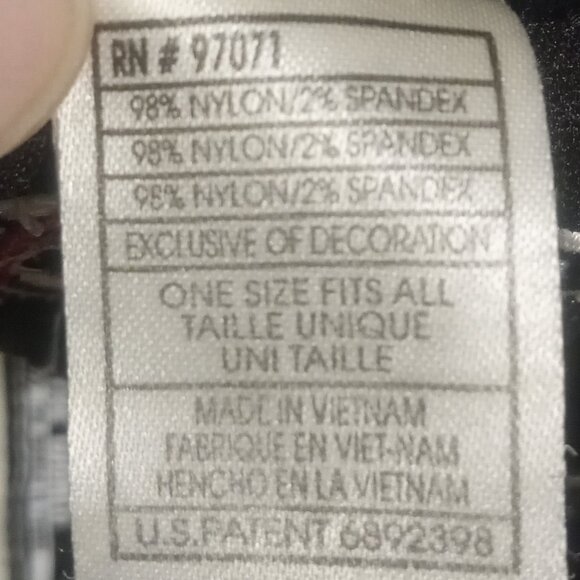 RN # 97071
98% NYLON/2% SPANDEX
98% NYLON/2% SPANDEX
98% NYLON/2% SPANDEX
EXCLUSIVE OF DECORATION
ONE SIZE FITS ALL
TAILLE UNIQUE
UNI TAILLE
MADE IN VIETNAM
FABRIQUE EN VIET-NAM
HENCHO EN LA VIETNAM
U.S. PATENT 6892398